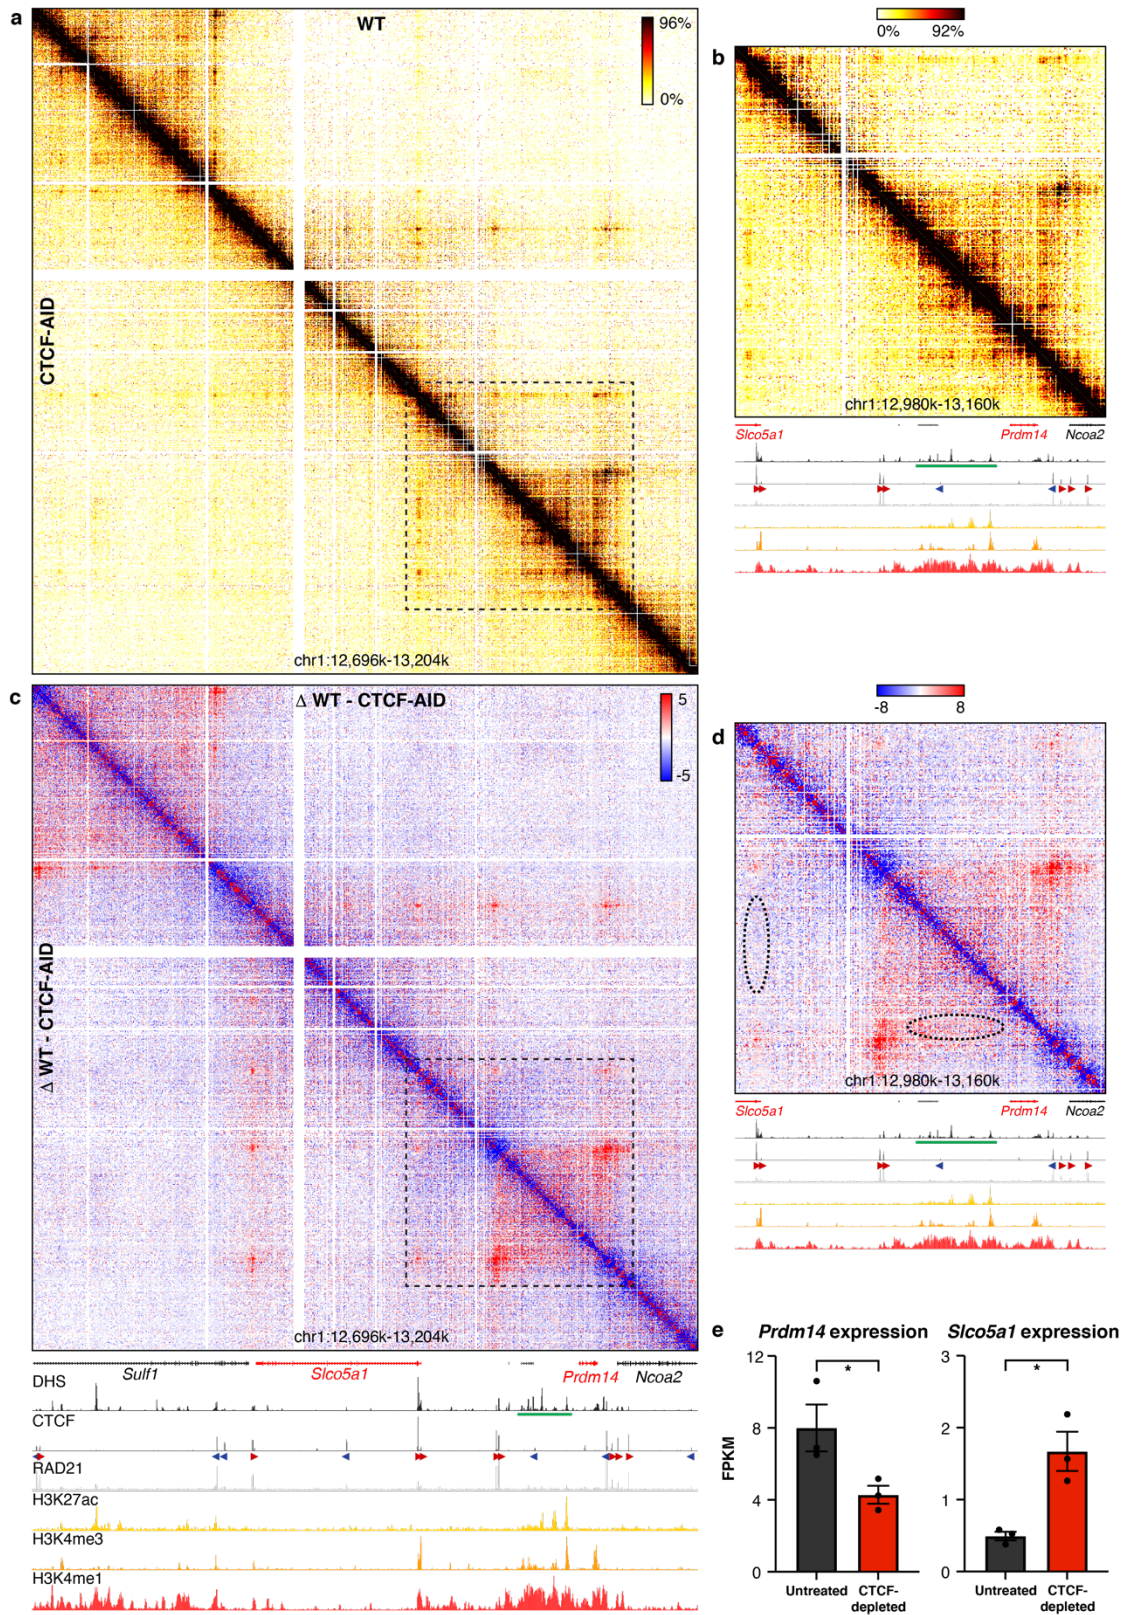 a
WT
96%
0%
CTCF-AID
chr1:12,696k-13,204k
0%
92%
b
chr1:12,980k-13,160k
Slco5a1
Prdm14
Ncoa2
c
Δ WT - CTCF-AID
5
-5
Δ WT - CTCF-AID
chr1:12,696k-13,204k
Sulf1
Slco5a1
Prdm14
Ncoa2
DHS
CTCF
RAD21
H3K27ac
H3K4me3
H3K4me1
-8
8
d
chr1:12,980k-13,160k
Slco5a1
Prdm14
Ncoa2
e
Prdm14 expression
Slco5a1 expression
FPKM
12
8
4
0
*
Untreated
CTCF-
depleted
3
2
1
0
*
Untreated
CTCF-
depleted